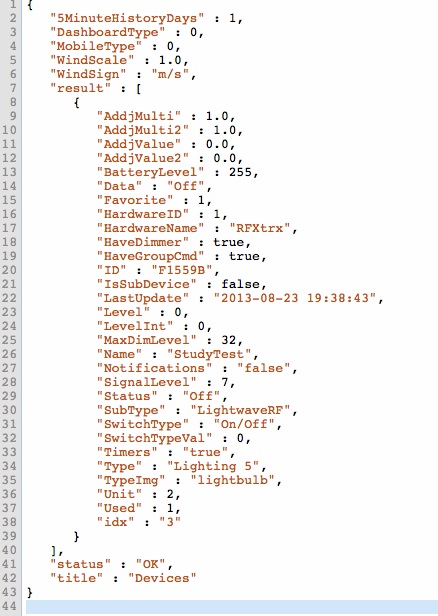 1 {
2 "5MinuteHistoryDays" : 1,
3 "DashboardType" : 0,
4 "MobileType" : 0,
5 "WindScale" : 1.0,
6 "WindSign" : "m/s",
7 "result" : [
8 {
9 "AddjMulti" : 1.0,
10 "AddjMulti2" : 1.0,
11 "AddjValue" : 0.0,
12 "AddjValue2" : 0.0,
13 "BatteryLevel" : 255,
14 "Data" : "Off",
15 "Favorite" : 1,
16 "HardwareID" : 1,
17 "HardwareName" : "RFXtrx",
18 "HaveDimmer" : true,
19 "HaveGroupCmd" : true,
20 "ID" : "F1559B",
21 "IsSubDevice" : false,
22 "LastUpdate" : "2013-08-23 19:38:43",
23 "Level" : 0,
24 "LevelInt" : 0,
25 "MaxDimLevel" : 32,
26 "Name" : "StudyTest",
27 "Notifications" : "false",
28 "SignalLevel" : 7,
29 "Status" : "Off",
30 "SubType" : "LightwaveRF",
31 "SwitchType" : "On/Off",
32 "SwitchTypeVal" : 0,
33 "Timers" : "true",
34 "Type" : "Lighting 5",
35 "TypeImg" : "lightbulb",
36 "Unit" : 2,
37 "Used" : 1,
38 "idx" : "3"
39 }
40 ],
41 "status" : "OK",
42 "title" : "Devices"
43 }
44